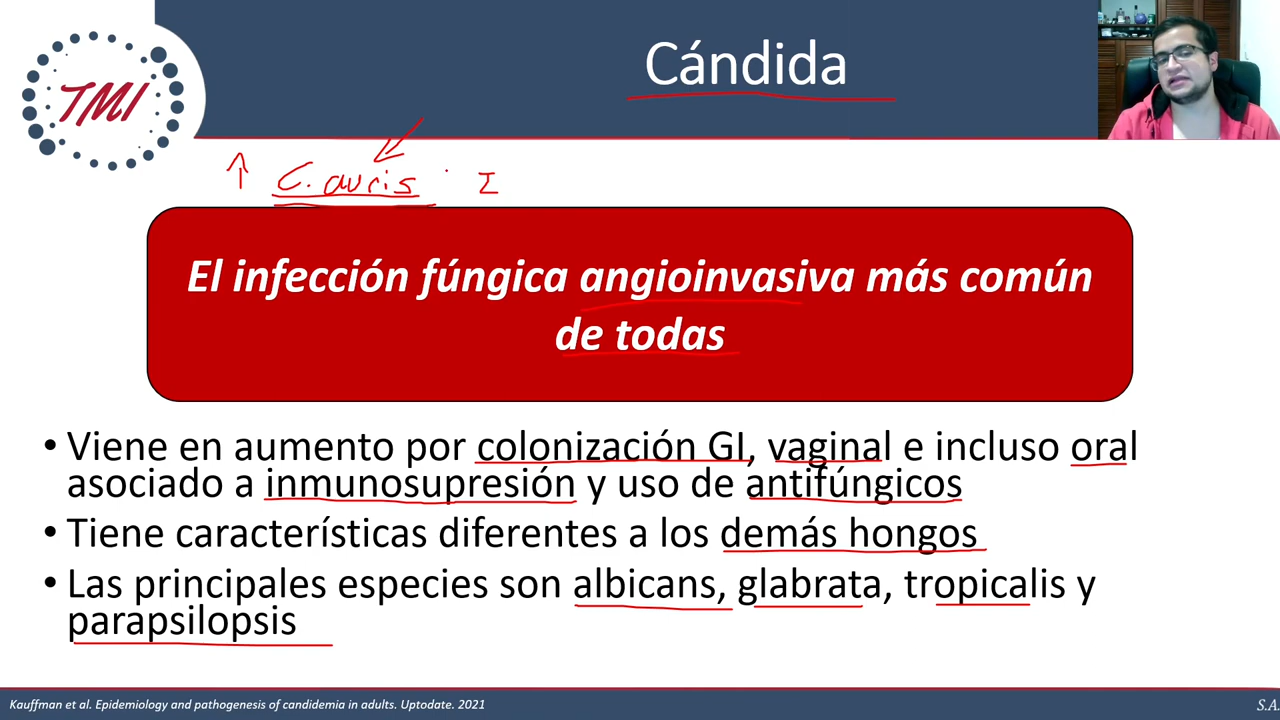 Cándida
TMI
↑ C. auris I
El infección fúngica angioinvasiva más común
de todas
• Viene en aumento por colonización GI, vaginal e incluso oral
asociado a inmunosupresión y uso de antifúngicos
• Tiene características diferentes a los demás hongos
• Las principales especies son albicans, glabrata, tropicalis y
parapsilopsis
Kauffman et al. Epidemiology and pathogenesis of candidemia in adults. Uptodate. 2021
S.A.